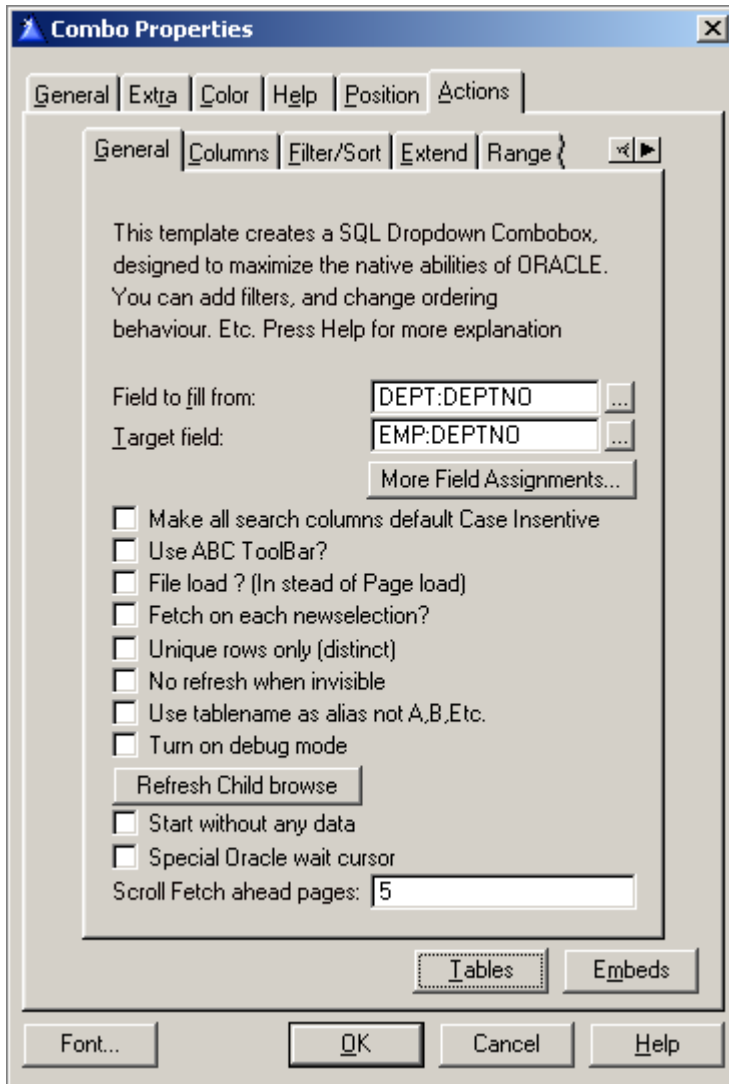 Combo Properties
General Extra Color Help Position Actions
General Columns Filter/Sort Extend Range
This template creates a SQL Dropdown Combobox,
designed to maximize the native abilities of ORACLE.
You can add filters, and change ordering
behaviour. Etc. Press Help for more explanation
Field to fill from: DEPT:DEPTNO ...
Target field: EMP:DEPTNO ...
More Field Assignments...
Make all search columns default Case Insentive
Use ABC ToolBar?
File load ? (In stead of Page load)
Fetch on each newselection?
Unique rows only (distinct)
No refresh when invisible
Use tablename as alias not A,B,Etc.
Turn on debug mode
Refresh Child browse
Start without any data
Special Oracle wait cursor
Scroll Fetch ahead pages: 5
Tables Embeds
Font... OK Cancel Help